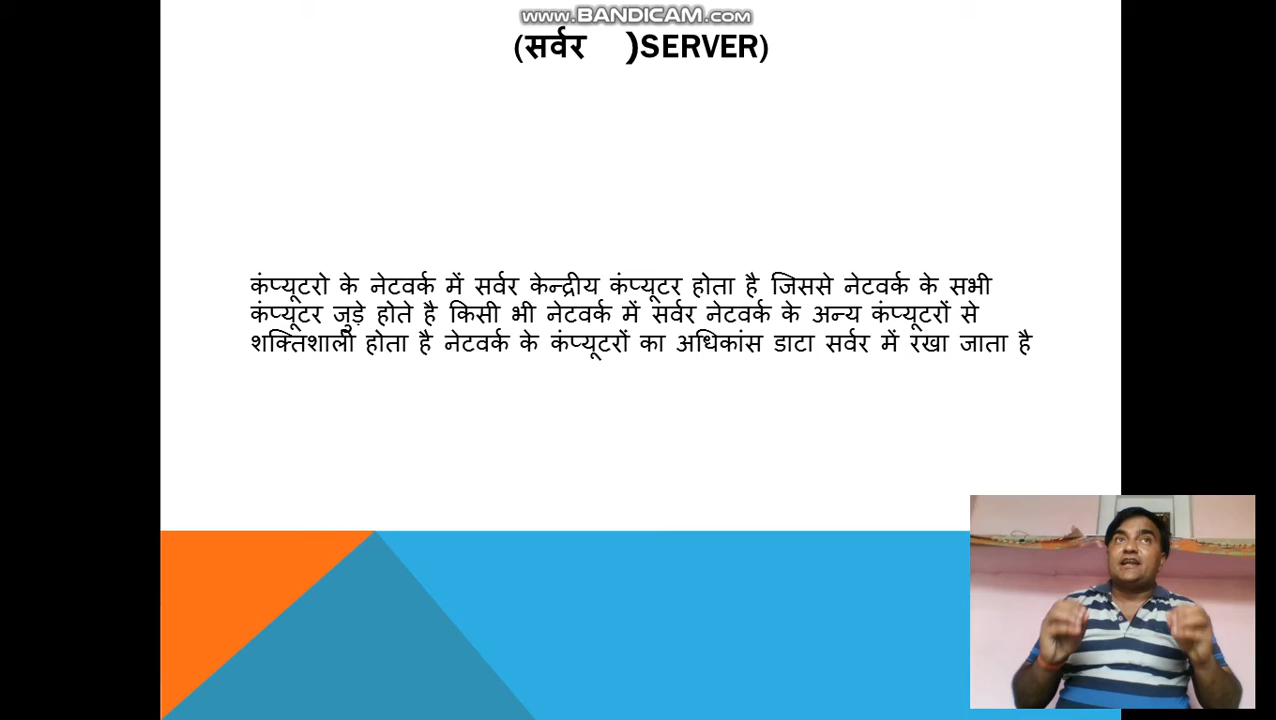 www.BANDICAM.com
(सर्वर )SERVER)
कंप्यूटरो के नेटवर्क में सर्वर केन्द्रीय कंप्यूटर होता है जिससे नेटवर्क के सभी
कंप्यूटर जुड़े होते है किसी भी नेटवर्क में सर्वर नेटवर्क के अन्य कंप्यूटरों से
शक्तिशाली होता है नेटवर्क के कंप्यूटरों का अधिकांस डाटा सर्वर में रखा जाता है